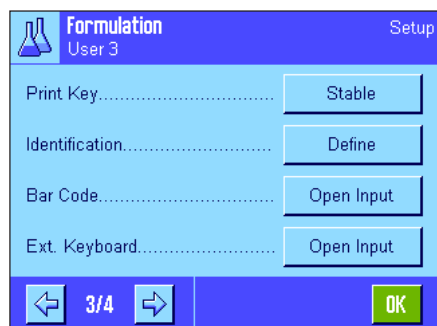 Formulation
Setup
User 3
Print Key............................... Stable
Identification.......................... Define
Bar Code............................... Open Input
Ext. Keyboard........................ Open Input
3/4
OK